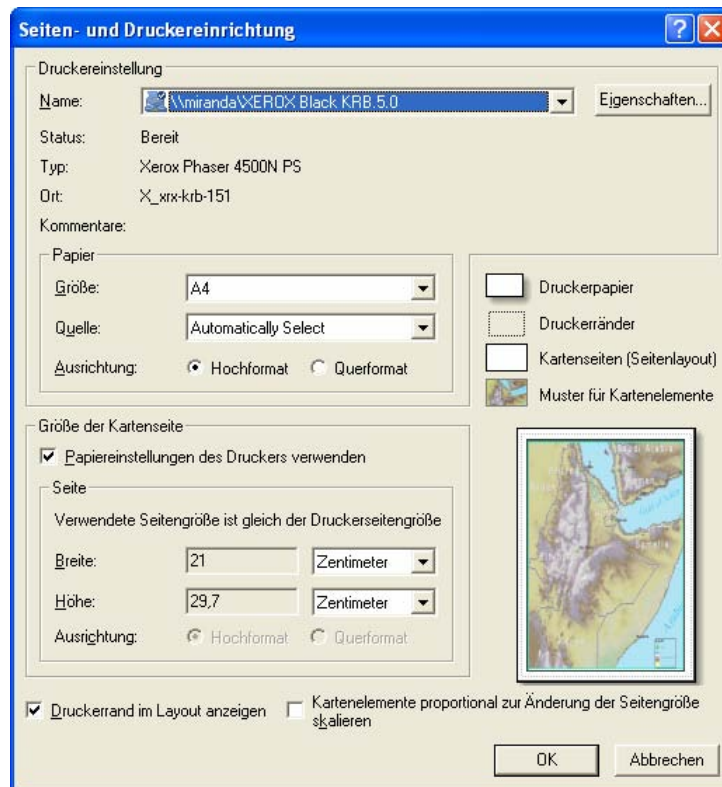 Seiten- und Druckereinrichtung
Druckereinstellung
Name: \\miranda\XEROX Black KRB.5.0 Eigenschaften...
Status: Bereit
Typ: Xerox Phaser 4500N PS
Ort: X_xrx-krb-151
Kommentare:
Papier
Größe: A4
Quelle: Automatically Select
Ausrichtung: Hochformat Querformat
Druckerpapier
Druckerränder
Kartenseiten (Seitenlayout)
Muster für Kartenelemente
Größe der Kartenseite
Papiereinstellungen des Druckers verwenden
Seite
Verwendete Seitengröße ist gleich der Druckerseitengröße
Breite: 21 Zentimeter
Höhe: 29,7 Zentimeter
Ausrichtung: Hochformat Querformat
Druckerrand im Layout anzeigen
Kartenelemente proportional zur Änderung der Seitengröße
skalieren
OK Abbrechen